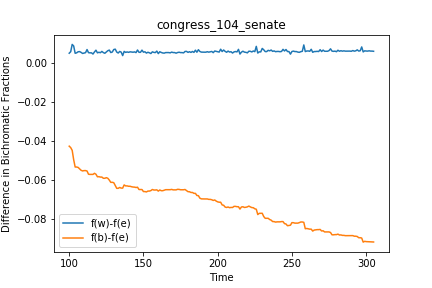 congress_104_senate
Difference in Bichromatic Fractions
0.00
−0.02
−0.04
−0.06
−0.08
f(w)-f(e)
f(b)-f(e)
100
150
200
250
300
Time